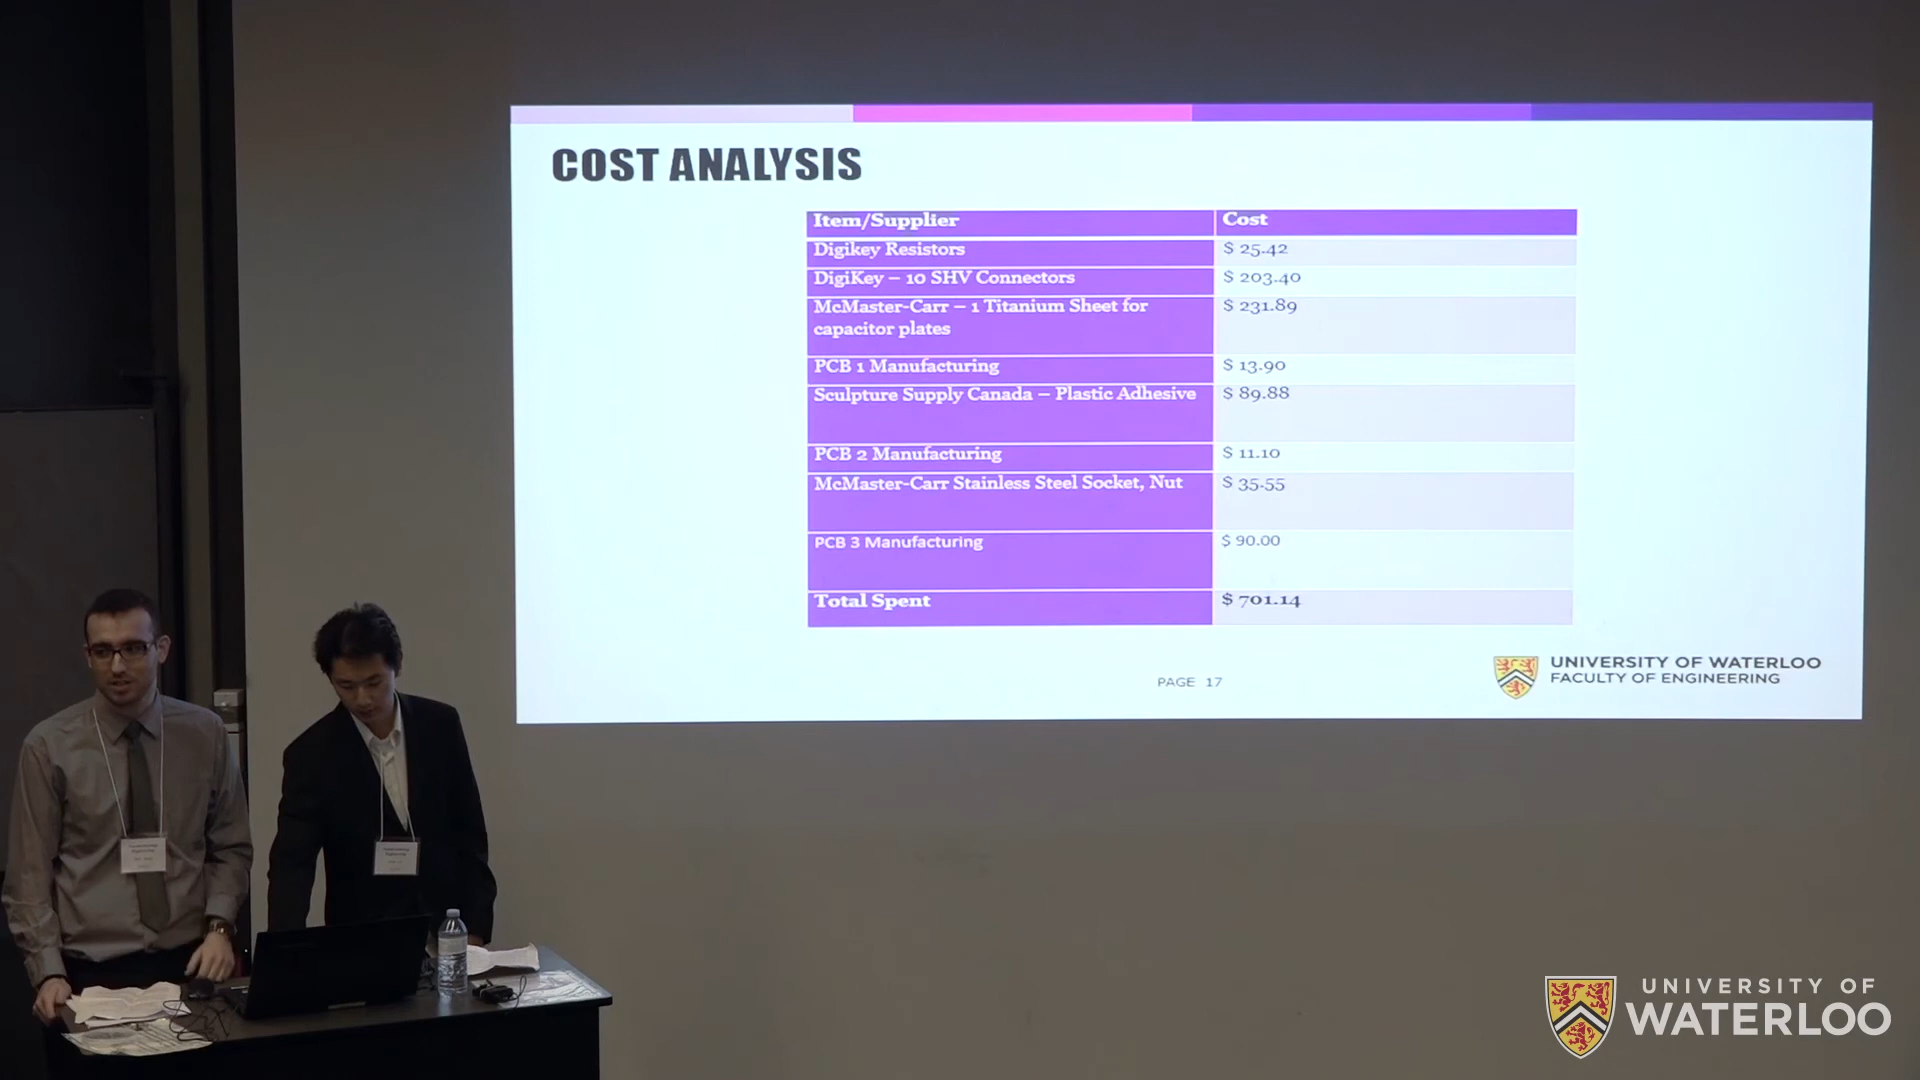 COST ANALYSIS
Item/Supplier Cost
Digikey Resistors $ 25.42
DigiKey – 10 SHV Connectors $ 203.40
McMaster-Carr – 1 Titanium Sheet for $ 231.89
capacitor plates
PCB 1 Manufacturing $ 13.90
Sculpture Supply Canada – Plastic Adhesive $ 89.88
PCB 2 Manufacturing $ 11.10
McMaster-Carr Stainless Steel Socket, Nut $ 35.55
PCB 3 Manufacturing $ 90.00
Total Spent $ 701.14
PAGE 17
UNIVERSITY OF WATERLOO
FACULTY OF ENGINEERING
UNIVERSITY OF
WATERLOO